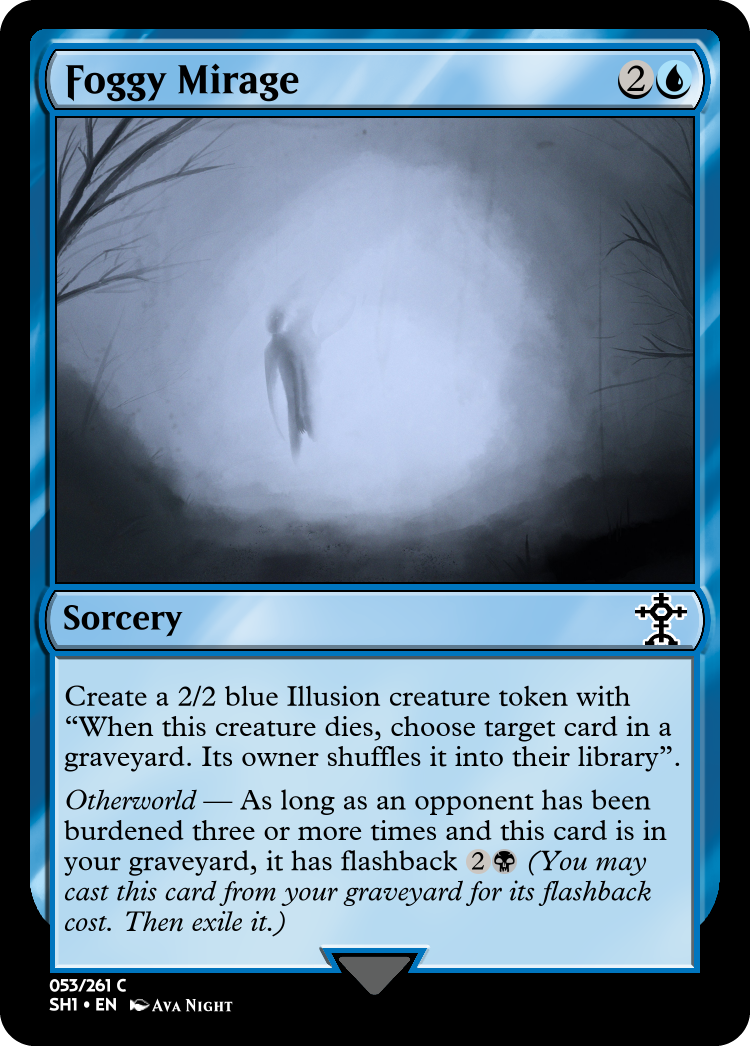 Foggy Mirage 2
Sorcery
Create a 2/2 blue Illusion creature token with
“When this creature dies, choose target card in a
graveyard. Its owner shuffles it into their library”.
Otherworld — As long as an opponent has been
burdened three or more times and this card is in
your graveyard, it has flashback 2 (You may
cast this card from your graveyard for its flashback
cost. Then exile it.)
053/261 C
SH1 • EN Ava Night